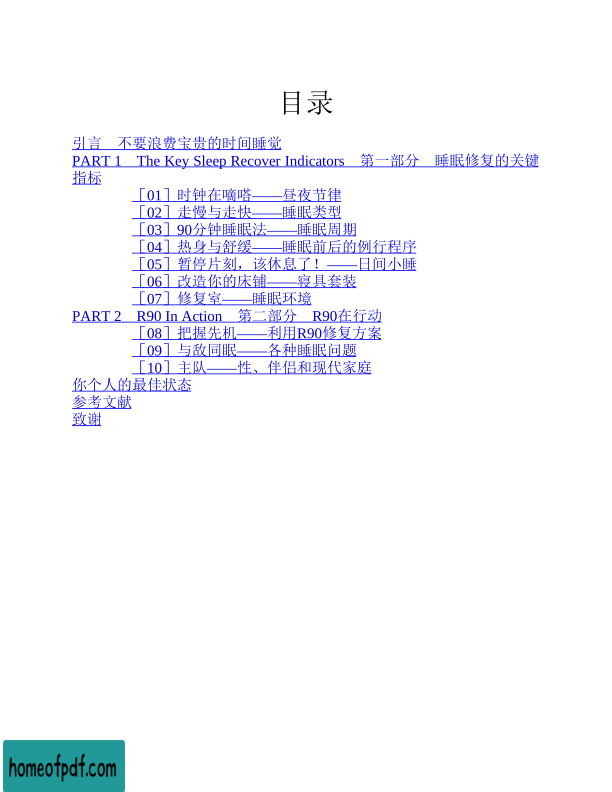 目录
引言　不要浪费宝贵的时间睡觉
PART 1　The Key Sleep Recover Indicators　第一部分　睡眠修复的关键
指标
［01］时钟在嘀嗒——昼夜节律
［02］走慢与走快——睡眠类型
［03］90分钟睡眠法——睡眠周期
［04］热身与舒缓——睡眠前后的例行程序
［05］暂停片刻，该休息了！——日间小睡
［06］改造你的床铺——寝具套装
［07］修复室——睡眠环境
PART 2　R90 In Action　第二部分　R90在行动
［08］把握先机——利用R90修复方案
［09］与敌同眠——各种睡眠问题
［10］主队——性、伴侣和现代家庭
你个人的最佳状态
参考文献
致谢
homeofpdf.com